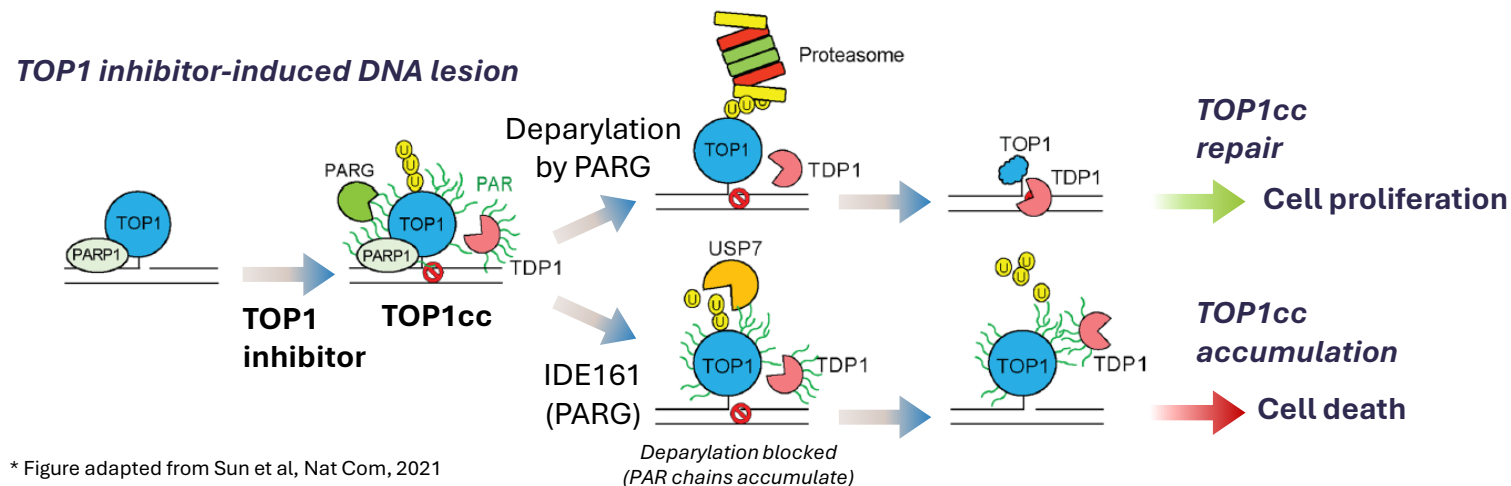 TOP1 inhibitor-induced DNA lesion
TOP1
PARP1
TOP1
inhibitor
PARG
U
U
U
PAR
TOP1
PARP1
TDP1
TOP1cc
Deparylation
by PARG
Proteasome
U
U
U
TOP1
TDP1
TOP1
TDP1
TOP1cc
repair
Cell proliferation
IDE161
(PARG)
USP7
U
U
U
U
TOP1
TDP1
Deparylation blocked
(PAR chains accumulate)
U
U
U
U
TOP1
TDP1
TOP1cc
accumulation
Cell death
* Figure adapted from Sun et al, Nat Com, 2021